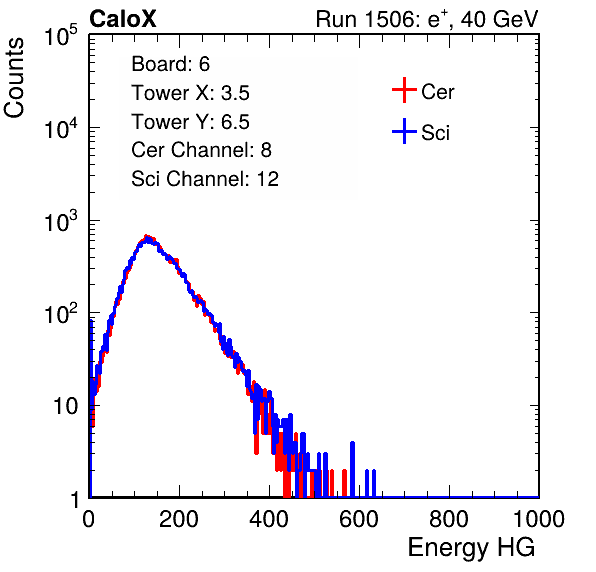 CaloX Run 1506: e⁺, 40 GeV
Counts
10⁵
10⁴
10³
10²
10
1
Board: 6
Tower X: 3.5
Tower Y: 6.5
Cer Channel: 8
Sci Channel: 12
Cer
Sci
0 200 400 600 800 1000
Energy HG